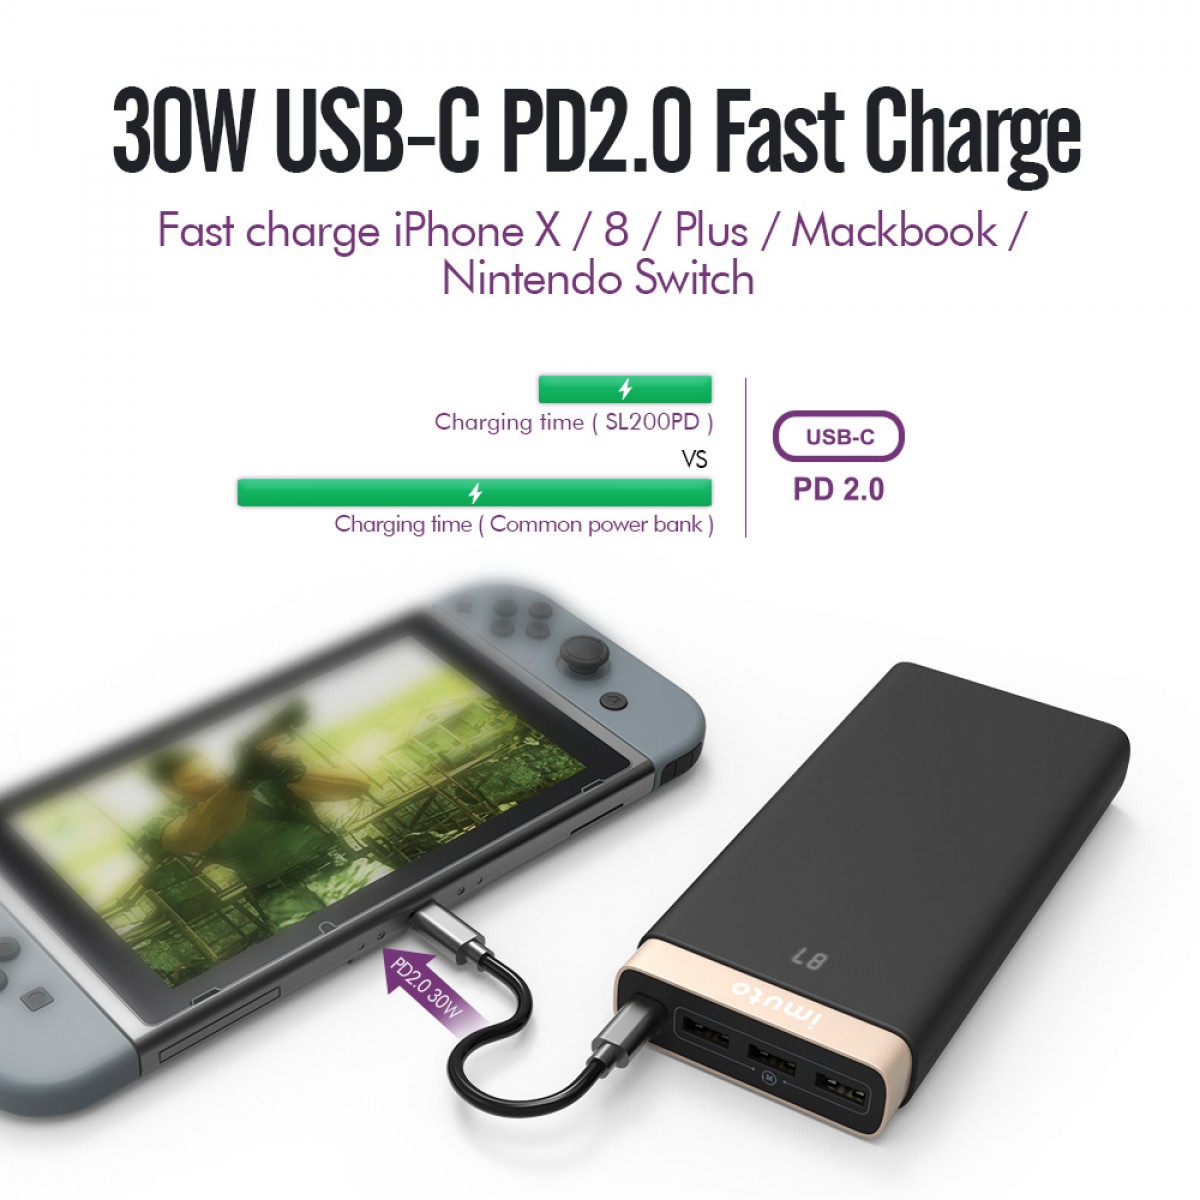 30W USB-C PD2.0 Fast Charge
Fast charge iPhone X / 8 / Plus / Mackbook /
Nintendo Switch
Charging time ( SL200PD )
VS
Charging time ( Common power bank )
USB-C
PD 2.0
PD2.0 30W
87
imuto
M